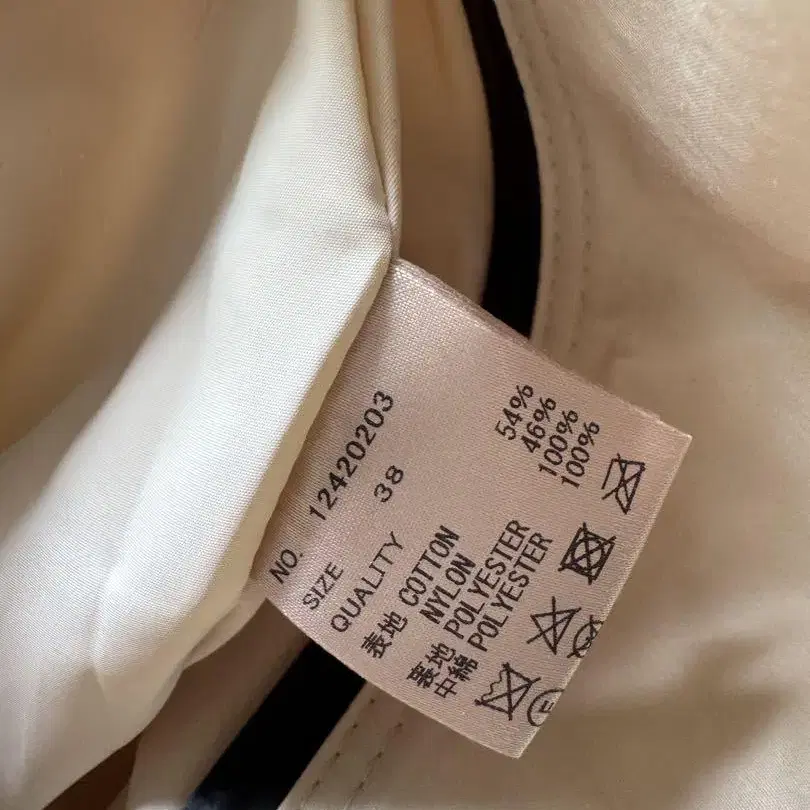 NO. 12420203
SIZE 38
QUALITY
表地 COTTON 54%
NYLON 46%
裏地 POLYESTER 100%
中綿 POLYESTER 100%